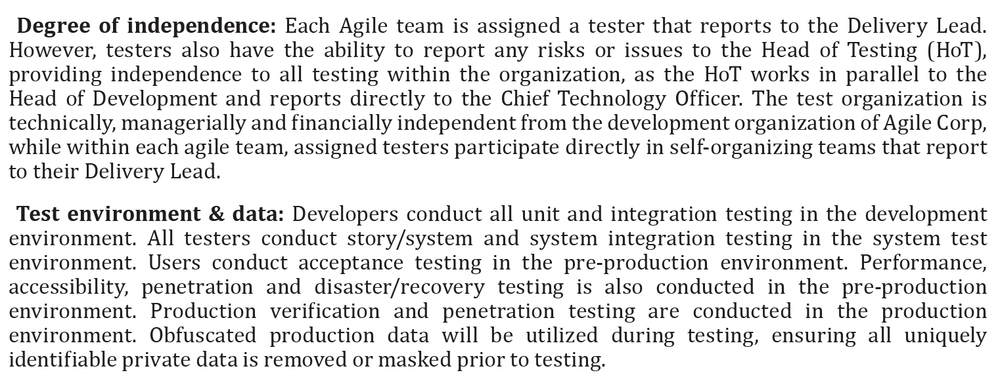 Degree of independence: Each Agile team is assigned a tester that reports to the Delivery Lead.
However, testers also have the ability to report any risks or issues to the Head of Testing (HoT),
providing independence to all testing within the organization, as the HoT works in parallel to the
Head of Development and reports directly to the Chief Technology Officer. The test organization is
technically, managerially and financially independent from the development organization of Agile Corp,
while within each agile team, assigned testers participate directly in self-organizing teams that report
to their Delivery Lead.
Test environment & data: Developers conduct all unit and integration testing in the development
environment. All testers conduct story/system and system integration testing in the system test
environment. Users conduct acceptance testing in the pre-production environment. Performance,
accessibility, penetration and disaster/recovery testing is also conducted in the pre-production
environment. Production verification and penetration testing are conducted in the production
environment. Obfuscated production data will be utilized during testing, ensuring all uniquely
identifiable private data is removed or masked prior to testing.